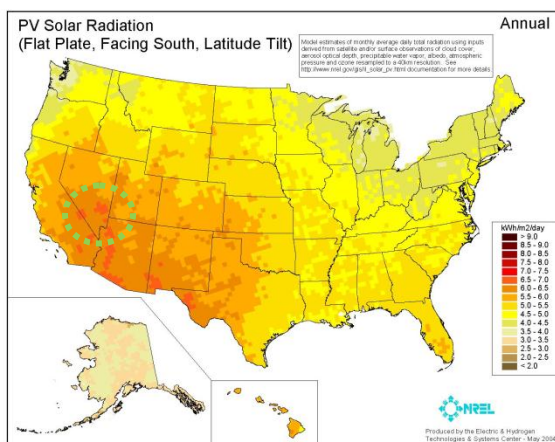 PV Solar Radiation
(Flat Plate, Facing South, Latitude Tilt)
Annual
Model estimates of monthly average daily total radiation using inputs
derived from satellite and/or surface observations of cloud cover,
aerosol optical depth, precipitable water vapor, albedo, atmospheric
pressure and ozone resampled to a 40km resolution. See
http://www.nrel.gov/gis/il_solar_pv.html documentation for more details.
kWh/m2/day
> 9.0
8.5 - 9.0
8.0 - 8.5
7.5 - 8.0
7.0 - 7.5
6.5 - 7.0
6.0 - 6.5
5.5 - 6.0
5.0 - 5.5
4.5 - 5.0
4.0 - 4.5
3.5 - 4.0
3.0 - 3.5
2.5 - 3.0
2.0 - 2.5
< 2.0
NREL
Produced by the Electric & Hydrogen
Technologies & Systems Center - May